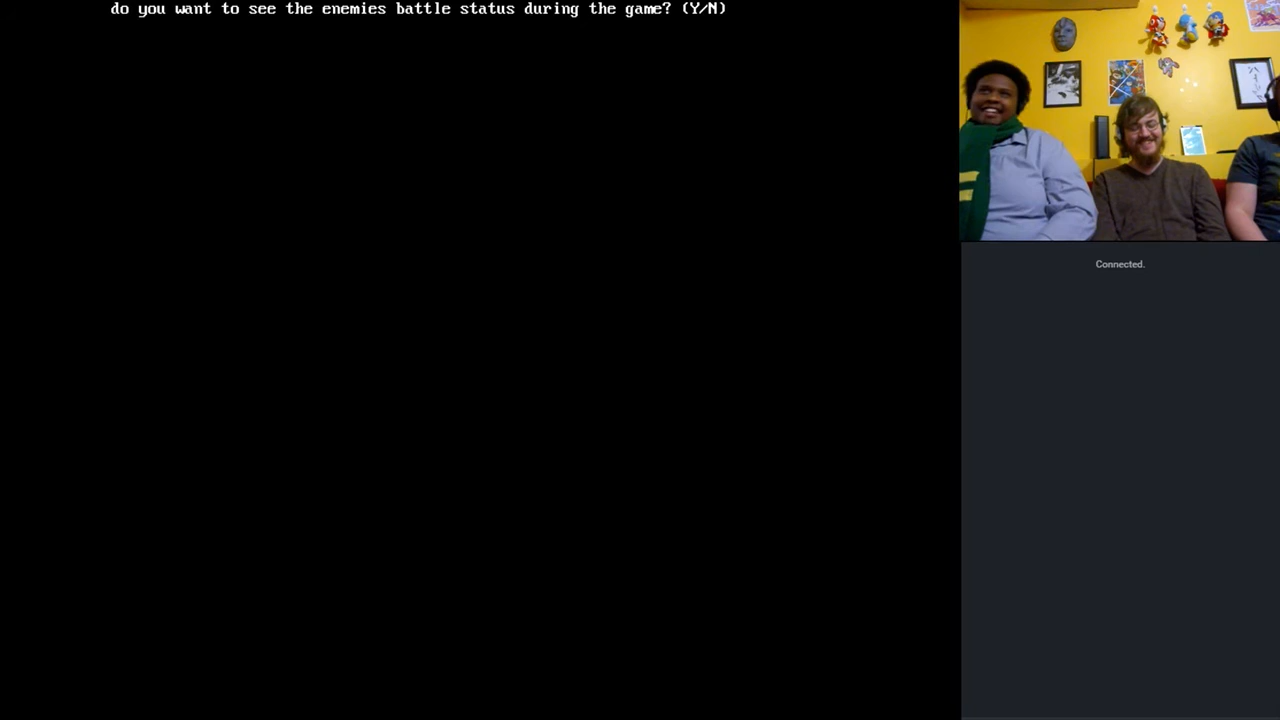 do you want to see the enemies battle status during the game? (Y/N)
Connected.